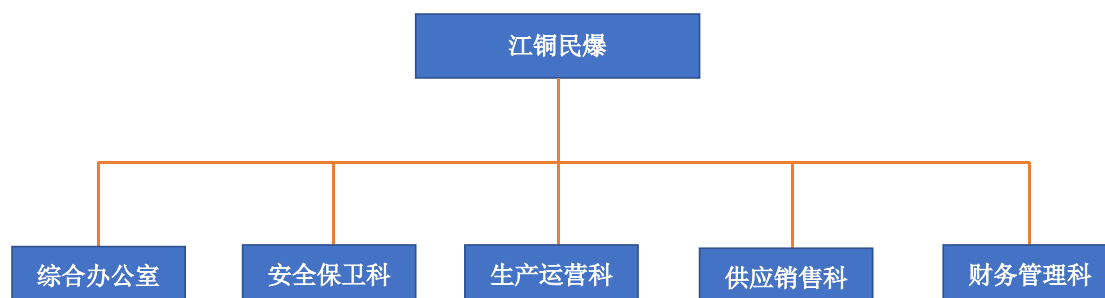 江铜民爆
综合办公室
安全保卫科
生产运营科
供应销售科
财务管理科